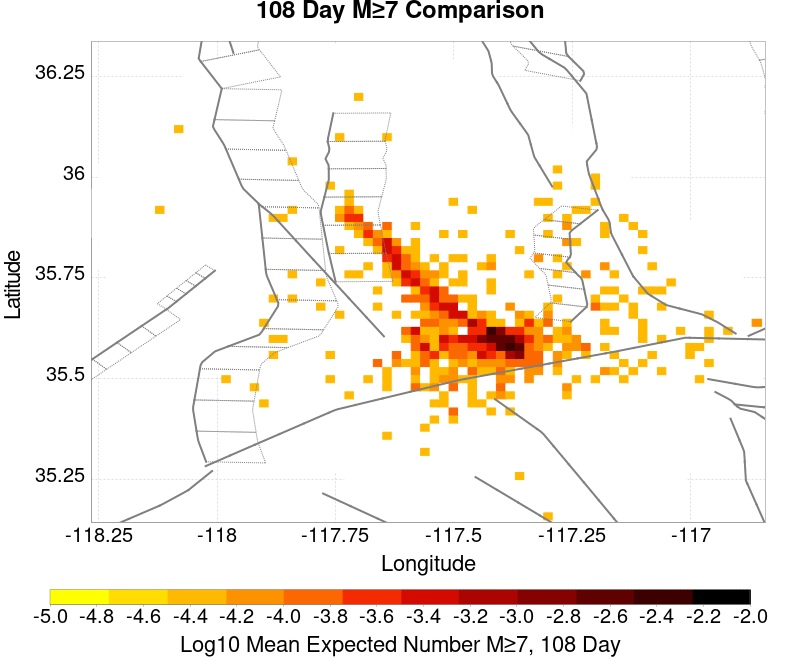 108 Day M≥7 Comparison
36.25
36
35.75
35.5
35.25
Latitude
-118.25 -118 -117.75 -117.5 -117.25 -117
Longitude
-5.0 -4.8 -4.6 -4.4 -4.2 -4.0 -3.8 -3.6 -3.4 -3.2 -3.0 -2.8 -2.6 -2.4 -2.2 -2.0
Log10 Mean Expected Number M≥7, 108 Day